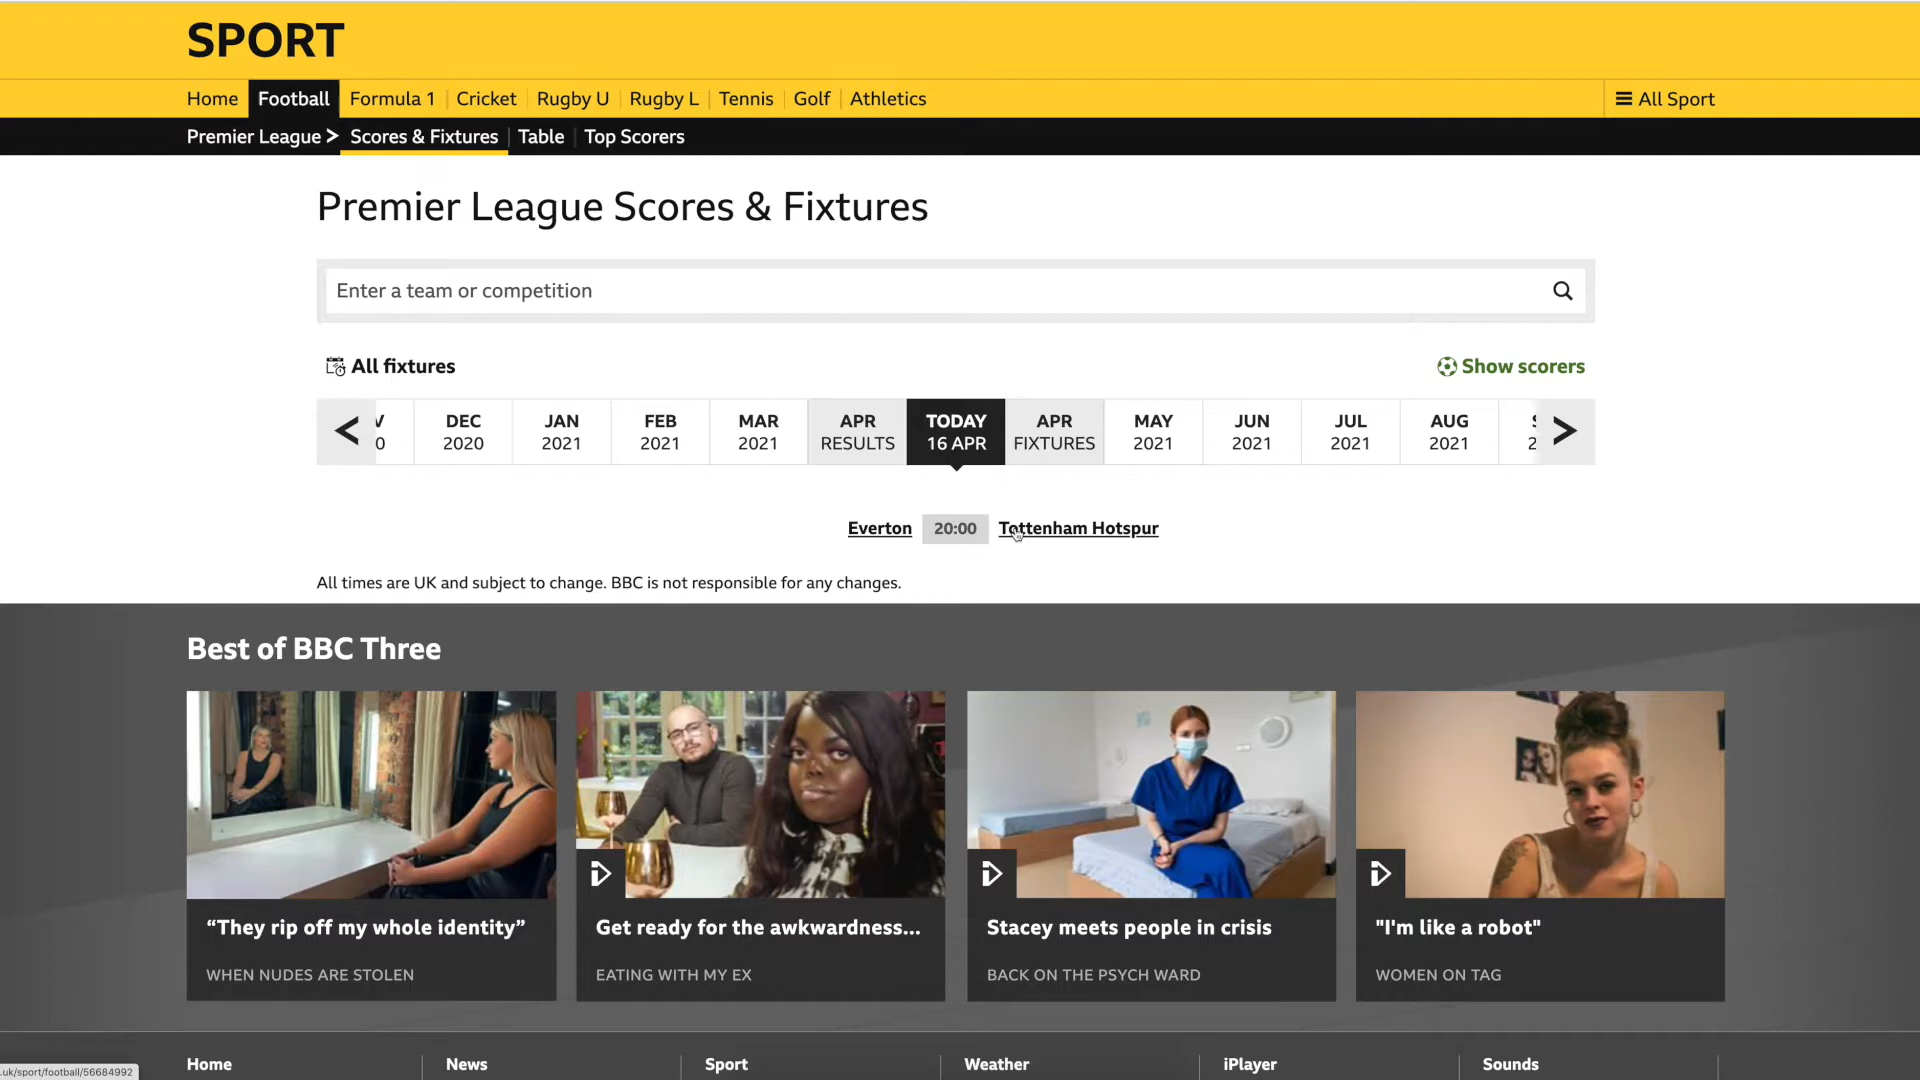 SPORT
Home Football Formula 1 Cricket Rugby U Rugby L Tennis Golf Athletics All Sport
Premier League > Scores & Fixtures Table Top Scorers
Premier League Scores & Fixtures
Enter a team or competition
All fixtures Show scorers
< V DEC JAN FEB MAR APR TODAY APR MAY JUN JUL AUG >
0 2020 2021 2021 2021 RESULTS 16 APR FIXTURES 2021 2021 2021 2021 2
Everton 20:00 Tottenham Hotspur
All times are UK and subject to change. BBC is not responsible for any changes.
Best of BBC Three
“They rip off my whole identity” Get ready for the awkwardness... Stacey meets people in crisis "I'm like a robot"
WHEN NUDES ARE STOLEN EATING WITH MY EX BACK ON THE PSYCH WARD WOMEN ON TAG
Home News Sport Weather iPlayer Sounds
.uk/sport/football/56684992